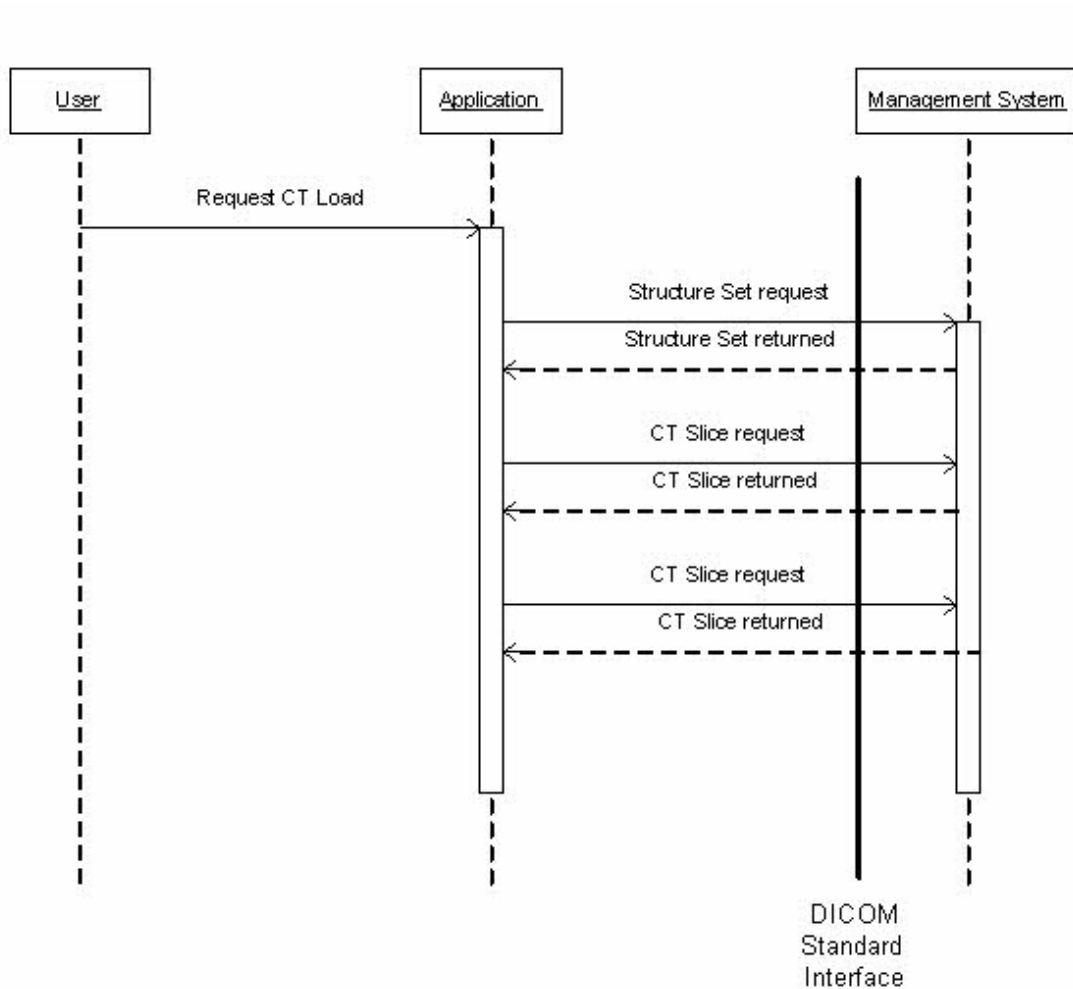 User
Application
Management System
Request CT Load
Structure Set request
Structure Set returned
CT Slice request
CT Slice returned
CT Slice request
CT Slice returned
DICOM
Standard
Interface